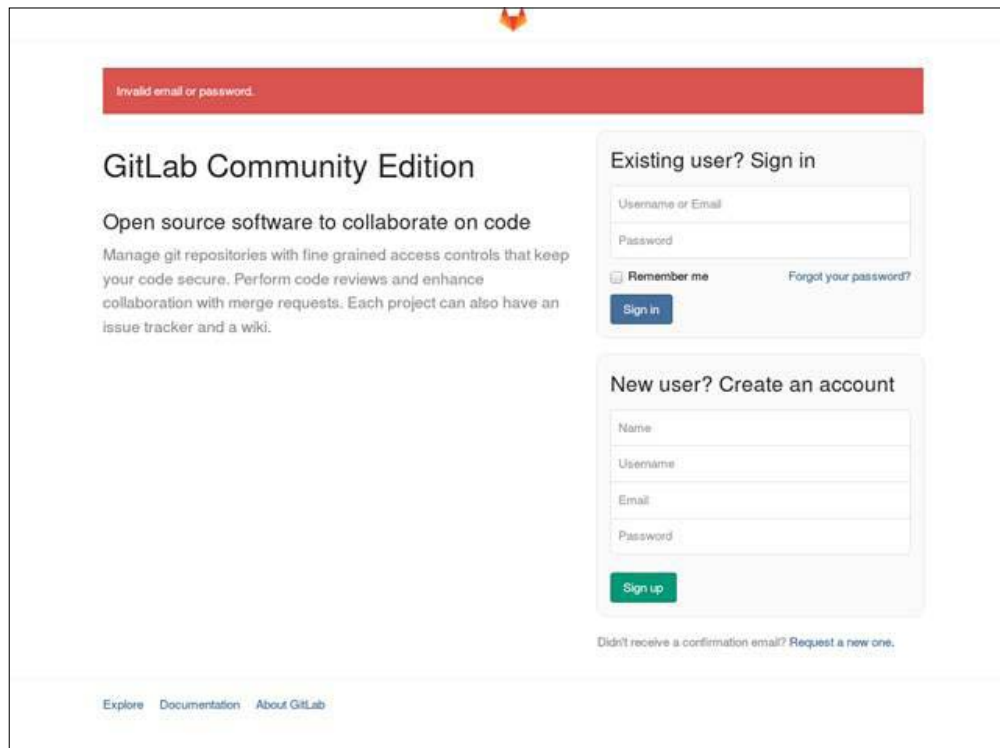 Invalid email or password.
GitLab Community Edition
Open source software to collaborate on code
Manage git repositories with fine grained access controls that keep
your code secure. Perform code reviews and enhance
collaboration with merge requests. Each project can also have an
issue tracker and a wiki.
Existing user? Sign in
Username or Email
Password
Remember me
Forgot your password?
Sign in
New user? Create an account
Name
Username
Email
Password
Sign up
Didn't receive a confirmation email? Request a new one.
Explore
Documentation
About GitLab